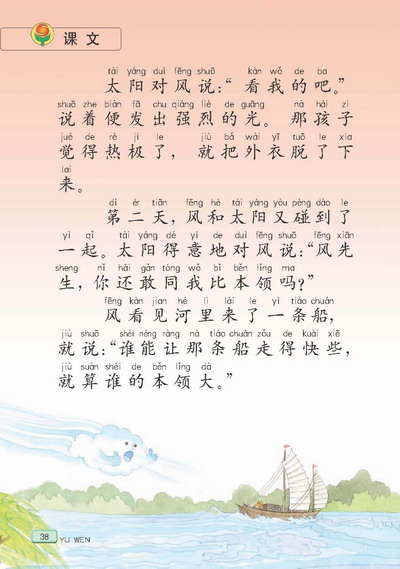 课文
tài yáng duì fēng shuō kàn wǒ de ba
太阳对风说:“看我的吧。”
shuō zhe biàn fā chu qiáng liè de guāng nà hái zi
说着便发出强烈的光。那孩子
jué de rè jí le jiù bǎ wài yī tuō le xia
觉得热极了,就把外衣脱了下
lai
来。
dì èr tiān fēng hé tài yáng yòu pèng dào le
第二天,风和太阳又碰到了
yì qǐ tài yáng dé yì de duì fēng shuō fēng xiān
一起。太阳得意地对风说:“风先
sheng nǐ hái gǎn tóng wǒ bǐ běn lǐng ma
生,你还敢同我比本领吗?”
fēng kàn jiàn hé li lái le yì tiáo chuán
风看见河里来了一条船,
jiù shuō shéi néng ràng nà tiáo chuán zǒu de kuài xiē
就说:“谁能让那条船走得快些,
jiù suàn shéi de běn lǐng dà
就算谁的本领大。”
38 YU WEN